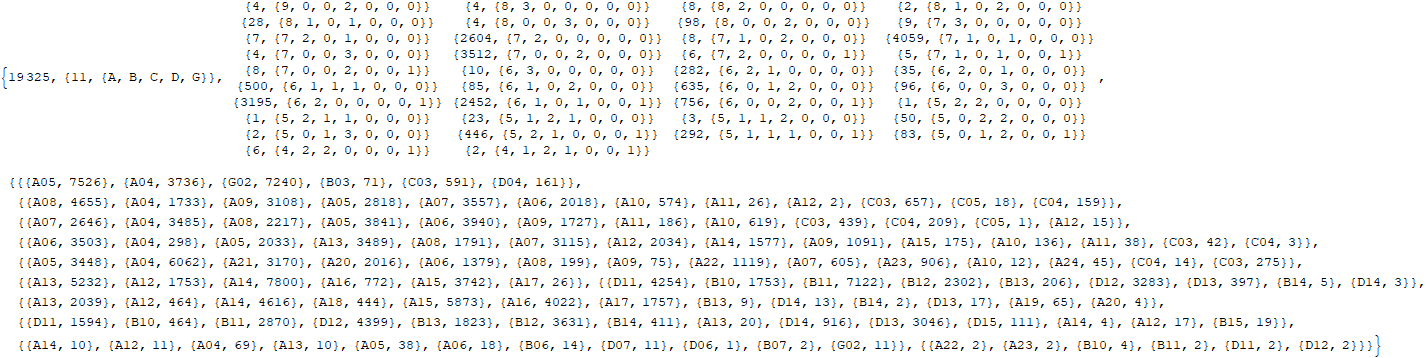 {4, {9, 0, 0, 2, 0, 0, 0}} {4, {8, 3, 0, 0, 0, 0, 0}} {8, {8, 2, 0, 0, 0, 0, 0}} {2, {8, 1, 0, 2, 0, 0, 0}}
{28, {8, 1, 0, 1, 0, 0, 0}} {4, {8, 0, 0, 3, 0, 0, 0}} {98, {8, 0, 0, 2, 0, 0, 0}} {9, {7, 3, 0, 0, 0, 0, 0}}
{7, {7, 2, 0, 1, 0, 0, 0}} {2604, {7, 2, 0, 0, 0, 0, 0}} {8, {7, 1, 0, 2, 0, 0, 0}} {4059, {7, 1, 0, 1, 0, 0, 0}}
{4, {7, 0, 0, 3, 0, 0, 0}} {3512, {7, 0, 0, 2, 0, 0, 0}} {6, {7, 2, 0, 0, 0, 0, 1}} {5, {7, 1, 0, 1, 0, 0, 1}}
{19325, {11, {A, B, C, D, G}}, {8, {7, 0, 0, 2, 0, 0, 1}} {10, {6, 3, 0, 0, 0, 0, 0}} {282, {6, 2, 1, 0, 0, 0, 0}} {35, {6, 2, 0, 1, 0, 0, 0}} ,
{500, {6, 1, 1, 1, 0, 0, 0}} {85, {6, 1, 0, 2, 0, 0, 0}} {635, {6, 0, 1, 2, 0, 0, 0}} {96, {6, 0, 0, 3, 0, 0, 0}}
{3195, {6, 2, 0, 0, 0, 0, 1}} {2452, {6, 1, 0, 1, 0, 0, 1}} {756, {6, 0, 0, 2, 0, 0, 1}} {1, {5, 2, 2, 0, 0, 0, 0}}
{1, {5, 2, 1, 1, 0, 0, 0}} {23, {5, 1, 2, 1, 0, 0, 0}} {3, {5, 1, 1, 2, 0, 0, 0}} {50, {5, 0, 2, 2, 0, 0, 0}}
{2, {5, 0, 1, 3, 0, 0, 0}} {446, {5, 2, 1, 0, 0, 0, 1}} {292, {5, 1, 1, 1, 0, 0, 1}} {83, {5, 0, 1, 2, 0, 0, 1}}
{6, {4, 2, 2, 0, 0, 0, 1}} {2, {4, 1, 2, 1, 0, 0, 1}}
{{{A05, 7526}, {A04, 3736}, {G02, 7240}, {B03, 71}, {C03, 591}, {D04, 161}},
{{A08, 4655}, {A04, 1733}, {A09, 3108}, {A05, 2818}, {A07, 3557}, {A06, 2018}, {A10, 574}, {A11, 26}, {A12, 2}, {C03, 657}, {C05, 18}, {C04, 159}},
{{A07, 2646}, {A04, 3485}, {A08, 2217}, {A05, 3841}, {A06, 3940}, {A09, 1727}, {A11, 186}, {A10, 619}, {C03, 439}, {C04, 209}, {C05, 1}, {A12, 15}},
{{A06, 3503}, {A04, 298}, {A05, 2033}, {A13, 3489}, {A08, 1791}, {A07, 3115}, {A12, 2034}, {A14, 1577}, {A09, 1091}, {A15, 175}, {A10, 136}, {A11, 38}, {C03, 42}, {C04, 3}},
{{A05, 3448}, {A04, 6062}, {A21, 3170}, {A20, 2016}, {A06, 1379}, {A08, 199}, {A09, 75}, {A22, 1119}, {A07, 605}, {A23, 906}, {A10, 12}, {A24, 45}, {C04, 14}, {C03, 275}},
{{A13, 5232}, {A12, 1753}, {A14, 7800}, {A16, 772}, {A15, 3742}, {A17, 26}}, {{D11, 4254}, {B10, 1753}, {B11, 7122}, {B12, 2302}, {B13, 206}, {D12, 3283}, {D13, 397}, {B14, 5}, {D14, 3}},
{{A13, 2039}, {A12, 464}, {A14, 4616}, {A18, 444}, {A15, 5873}, {A16, 4022}, {A17, 1757}, {B13, 9}, {D14, 13}, {B14, 2}, {D13, 17}, {A19, 65}, {A20, 4}},
{{D11, 1594}, {B10, 464}, {B11, 2870}, {D12, 4399}, {B13, 1823}, {B12, 3631}, {B14, 411}, {A13, 20}, {D14, 916}, {D13, 3046}, {D15, 111}, {A14, 4}, {A12, 17}, {B15, 19}},
{{A14, 10}, {A12, 11}, {A04, 69}, {A13, 10}, {A05, 38}, {A06, 18}, {B06, 14}, {D07, 11}, {D06, 1}, {B07, 2}, {G02, 11}}, {{A22, 2}, {A23, 2}, {B10, 4}, {B11, 2}, {D11, 2}, {D12, 2}}}}